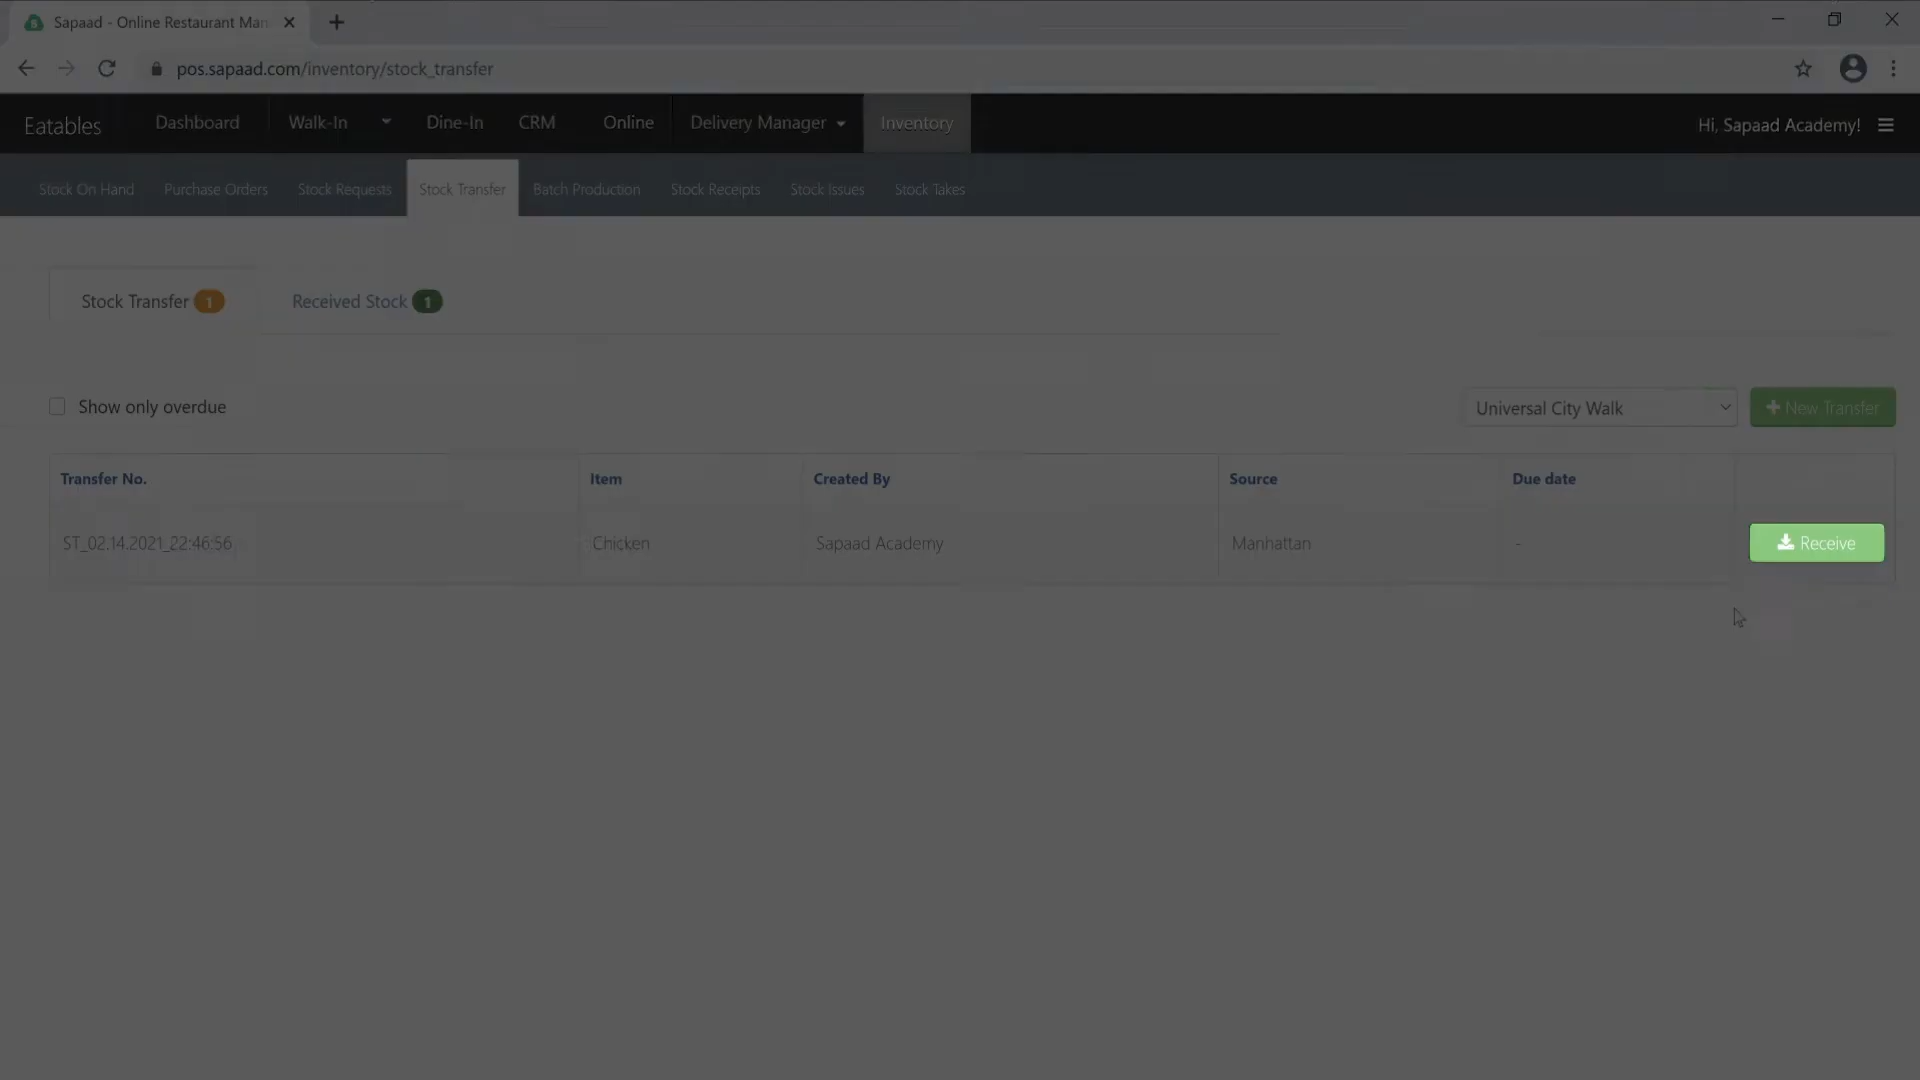 Sapaad - Online Restaurant Man
pos.sapaad.com/inventory/stock_transfer
Eatables Dashboard Walk-In Dine-In CRM Online Delivery Manager Inventory Hi, Sapaad Academy!
Stock On Hand Purchase Orders Stock Requests Stock Transfer Batch Production Stock Receipts Stock Issues Stock Takes
Stock Transfer 1 Received Stock 1
Show only overdue Universal City Walk New Transfer
Transfer No. Item Created By Source Due date
ST_02.14.2021_22:46:56 Chicken Sapaad Academy Manhattan - Receive